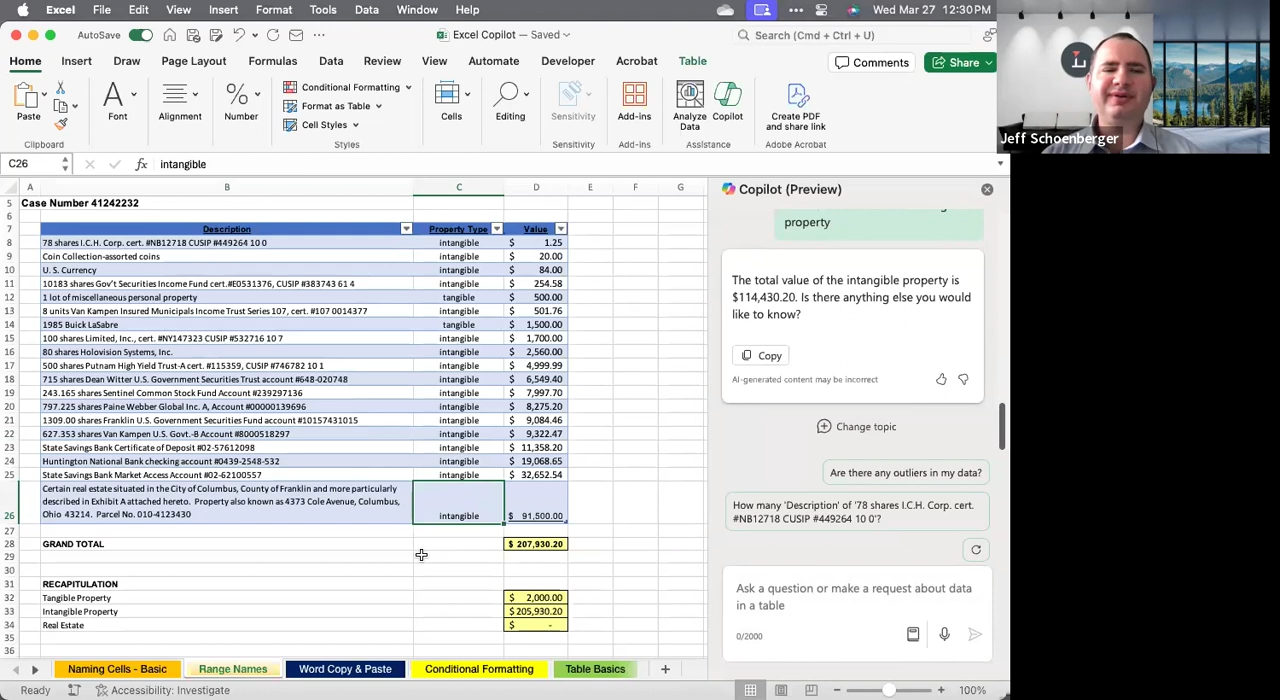 Excel File Edit View Insert Format Tools Data Window Help Wed Mar 27 12:30 PM
AutoSave Excel Copilot — Saved Search (Cmd + Ctrl + U)
Home Insert Draw Page Layout Formulas Data Review View Automate Developer Acrobat Table Comments Share
Paste Font Alignment Number Conditional Formatting Format as Table Cell Styles Cells Editing Sensitivity Add-ins Analyze Data Copilot Create PDF and share link
Clipboard Styles Sensitivity Add-ins Assistance Adobe Acrobat
L
Jeff Schoenberger
C26 fx intangible
A B C D E F G
5 Case Number 41242232
6
7 Description Property Type Value
8 78 shares I.C.H. Corp. cert. #NB12718 CUSIP #449264 10 0 intangible $ 1.25
9 Coin Collection-assorted coins intangible $ 20.00
10 U. S. Currency intangible $ 84.00
11 10183 shares Gov't Securities Income Fund cert.#E0531376, CUSIP #383743 61 4 intangible $ 254.58
12 1 lot of miscellaneous personal property tangible $ 500.00
13 8 units Van Kampen Insured Municipals Income Trust Series 107, cert. #107 0014377 intangible $ 501.76
14 1985 Buick LaSabre tangible $ 1,500.00
15 100 shares Limited, Inc., cert. #NY147323 CUSIP #532716 10 7 intangible $ 1,700.00
16 80 shares Holovision Systems, Inc. intangible $ 2,560.00
17 500 shares Putnam High Yield Trust-A cert. #115359, CUSIP #746782 10 1 intangible $ 4,999.99
18 715 shares Dean Witter U.S. Government Securities Trust account #648-020748 intangible $ 6,549.40
19 243.165 shares Sentinel Common Stock Fund Account #239297136 intangible $ 7,997.70
20 797.225 shares Paine Webber Global Inc. A, Account #00000139696 intangible $ 8,275.20
21 1309.00 shares Franklin U.S. Government Securities Fund account #10157431015 intangible $ 9,084.46
22 627.353 shares Van Kampen U.S. Govt.-B Account #8000518297 intangible $ 9,322.47
23 State Savings Bank Certificate of Deposit #02-57612098 intangible $ 11,358.20
24 Huntington National Bank checking account #0439-2548-532 intangible $ 19,068.65
25 State Savings Bank Market Access Account #02-62100557 intangible $ 32,652.54
Certain real estate situated in the City of Columbus, County of Franklin and more particularly
described in Exhibit A attached hereto. Property also known as 4373 Cole Avenue, Columbus,
26 Ohio 43214. Parcel No. 010-4123430 intangible $ 91,500.00
27
28 GRAND TOTAL $ 207,930.20
29
30
31 RECAPITULATION
32 Tangible Property $ 2,000.00
33 Intangible Property $ 205,930.20
34 Real Estate $ -
35
36
Naming Cells - Basic Range Names Word Copy & Paste Conditional Formatting Table Basics
Ready Accessibility: Investigate 100%
Copilot (Preview)
property
The total value of the intangible property is
$114,430.20. Is there anything else you would
like to know?
Copy
AI-generated content may be incorrect
Change topic
Are there any outliers in my data?
How many 'Description' of '78 shares I.C.H. Corp. cert.
#NB12718 CUSIP #449264 10 0'?
Ask a question or make a request about data
in a table
0/2000